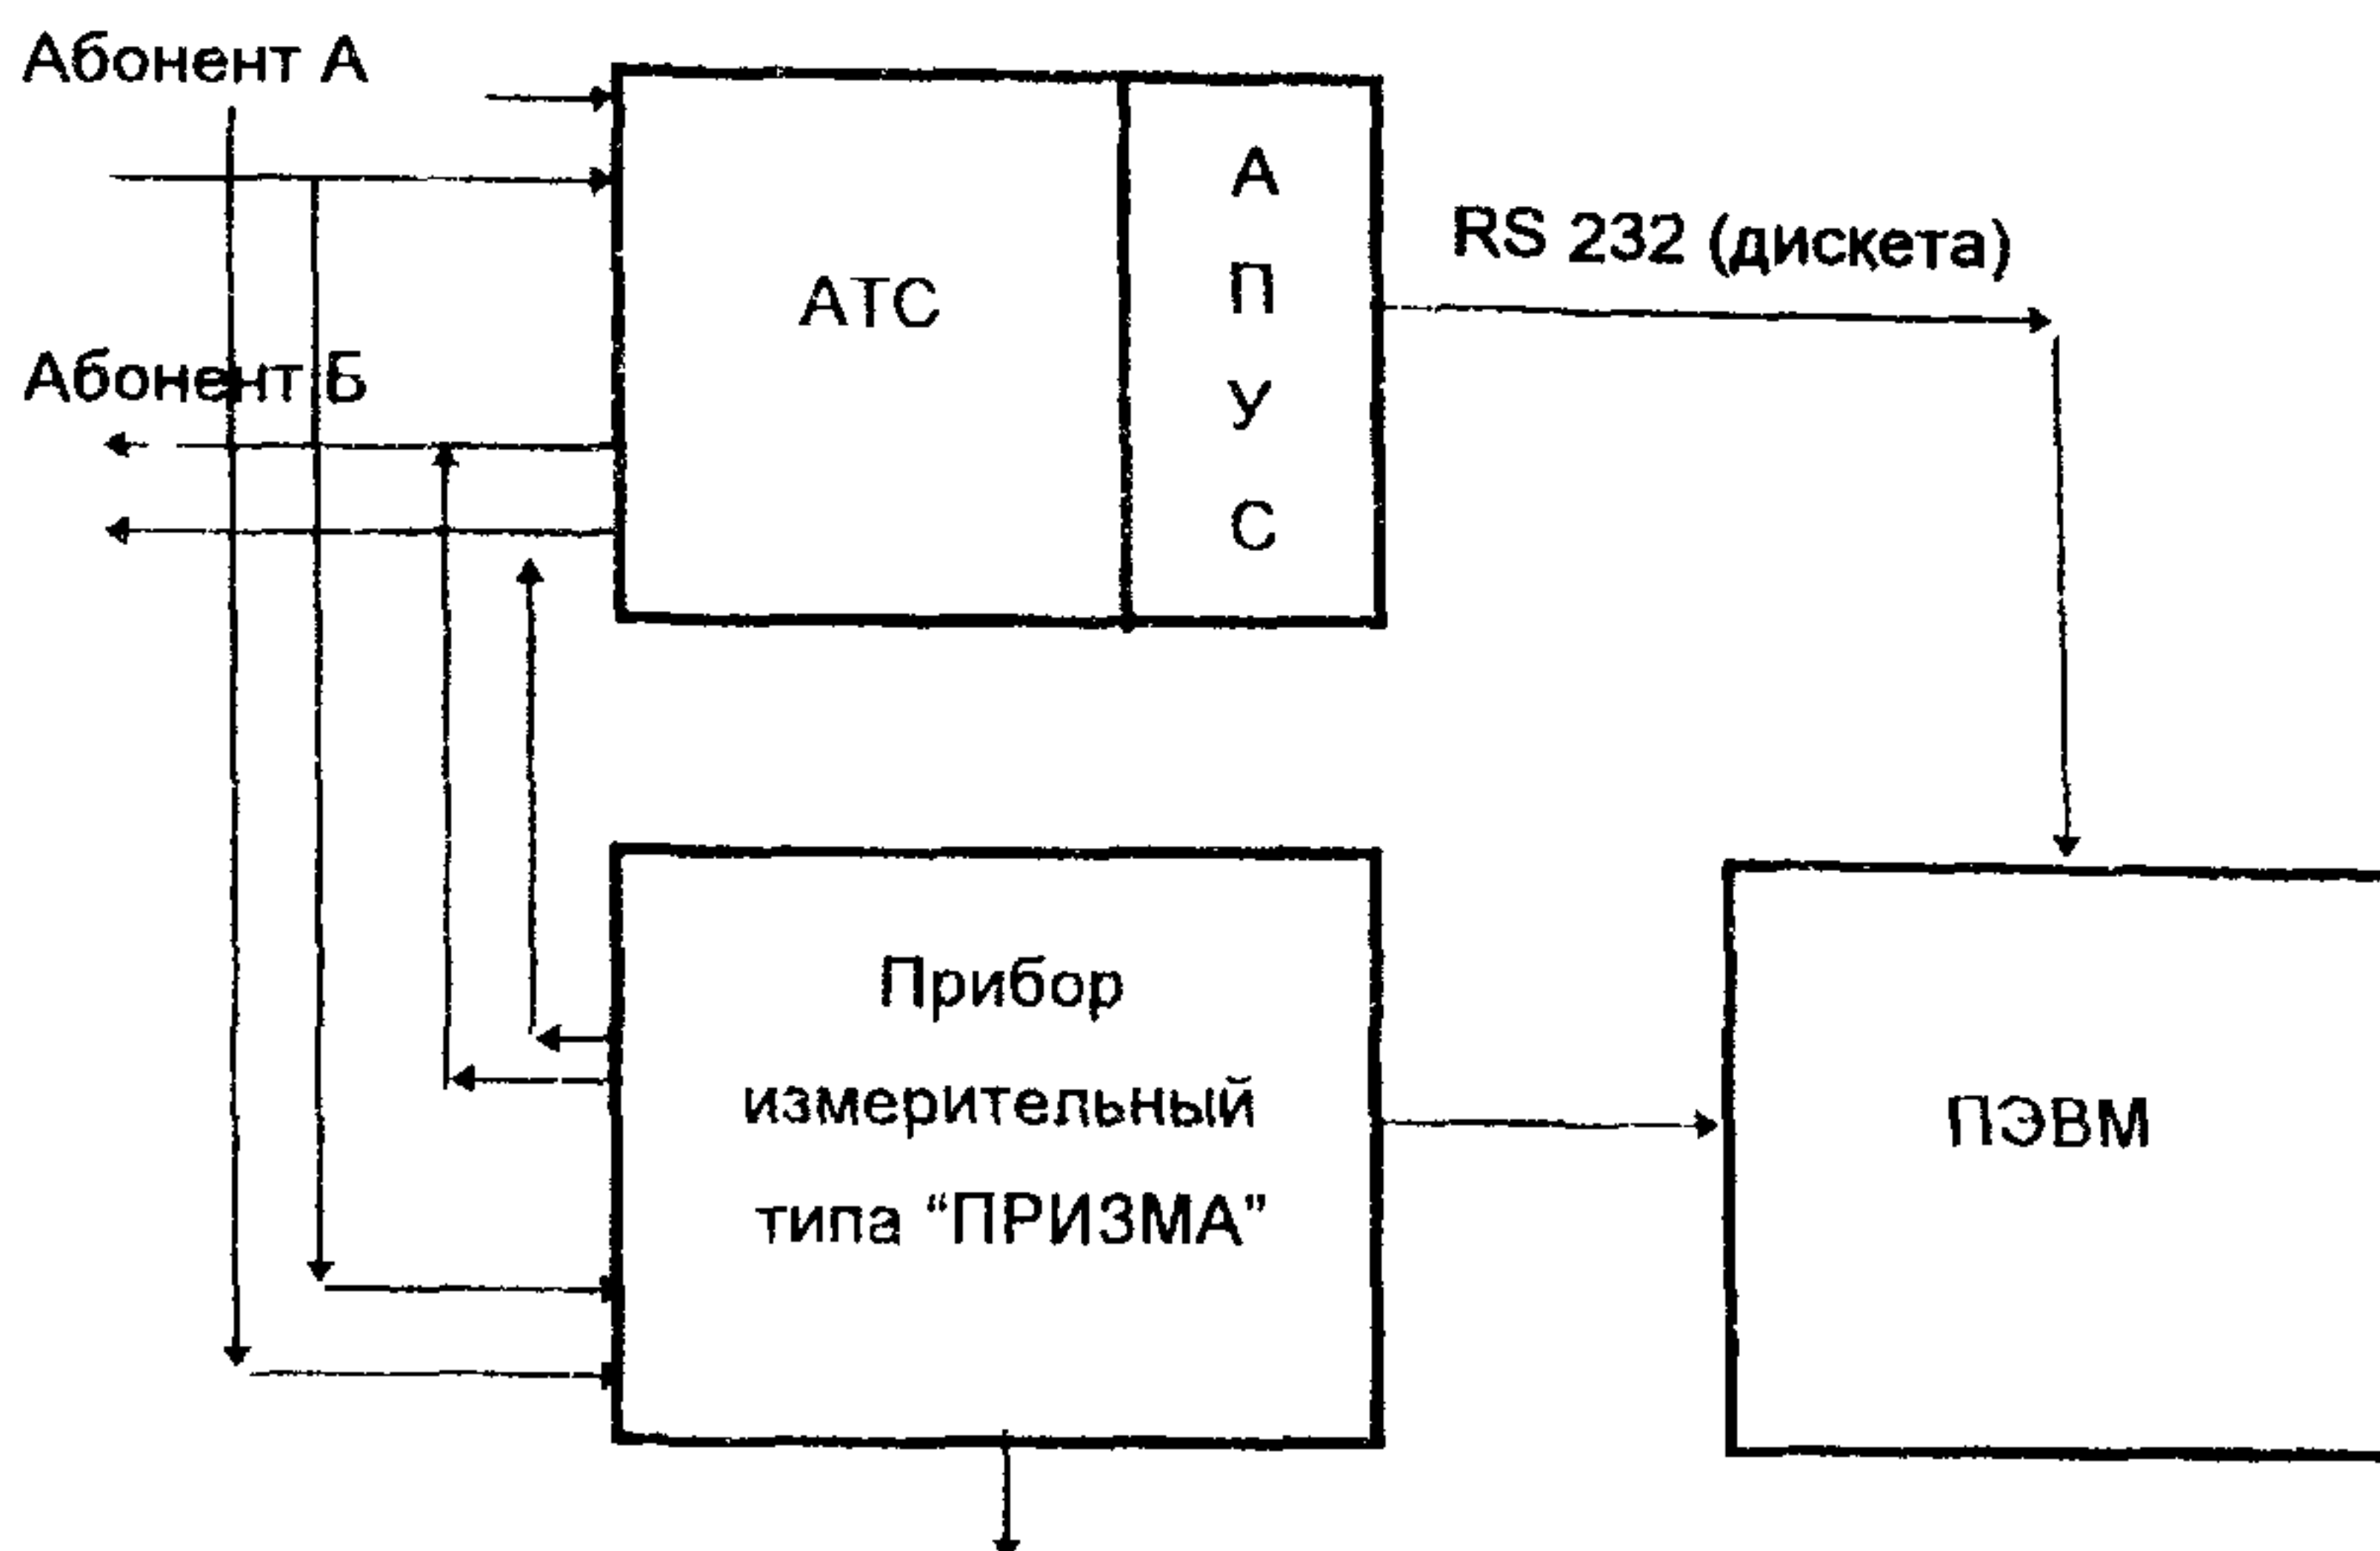 Абонент А
АТС
А
П
У
С
RS 232 (дискета)
Абонент Б
Прибор
измерительный
типа “ПРИЗМА”
ПЭВМ